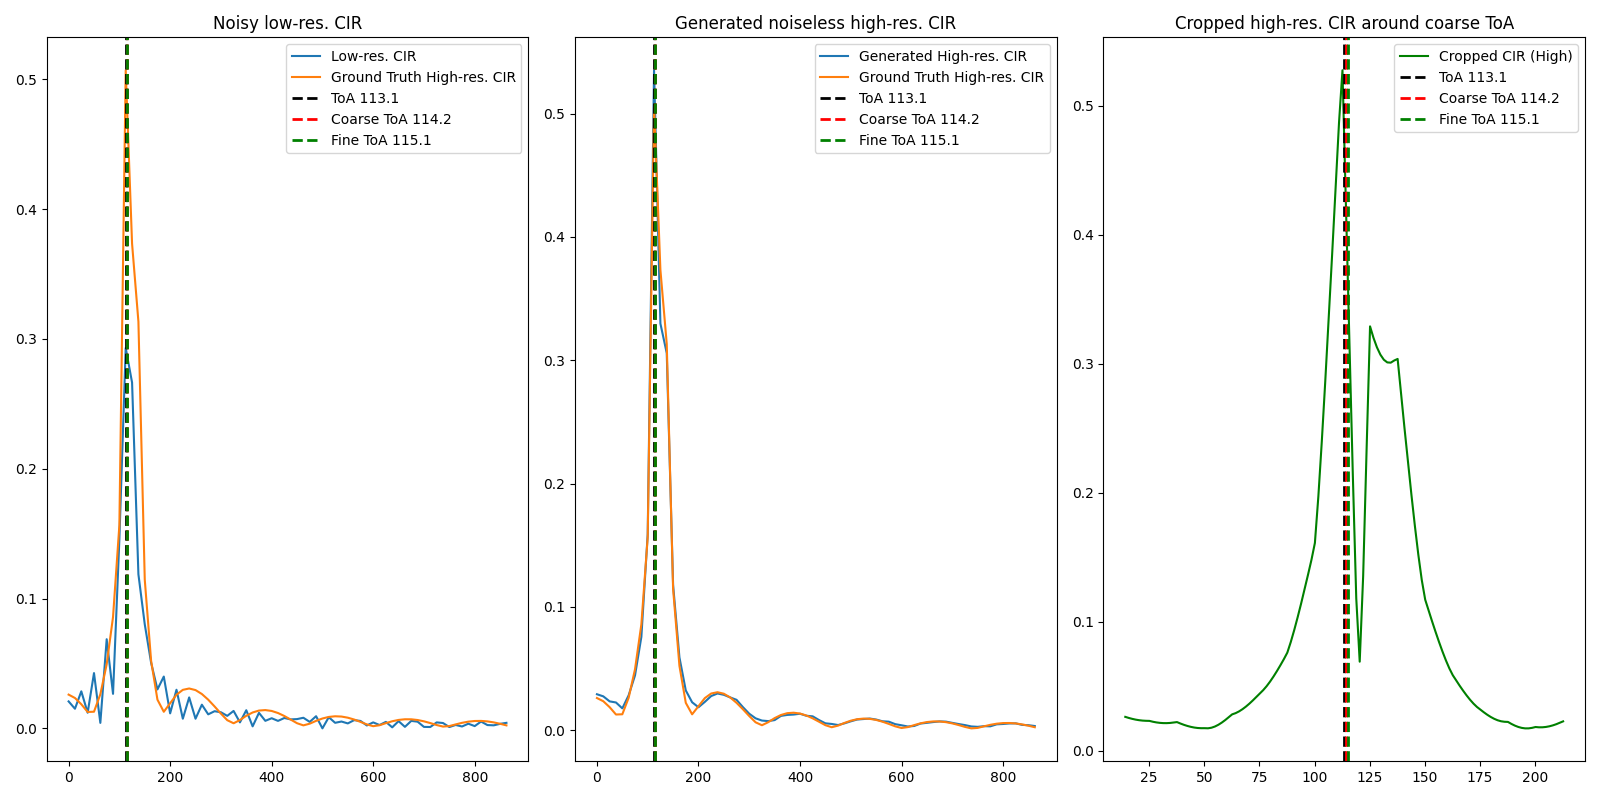 Noisy low-res. CIR
Low-res. CIR
Ground Truth High-res. CIR
ToA 113.1
Coarse ToA 114.2
Fine ToA 115.1
0.5
0.4
0.3
0.2
0.1
0.0
0 200 400 600 800
Generated noiseless high-res. CIR
Generated High-res. CIR
Ground Truth High-res. CIR
ToA 113.1
Coarse ToA 114.2
Fine ToA 115.1
0.5
0.4
0.3
0.2
0.1
0.0
0 200 400 600 800
Cropped high-res. CIR around coarse ToA
Cropped CIR (High)
ToA 113.1
Coarse ToA 114.2
Fine ToA 115.1
0.5
0.4
0.3
0.2
0.1
0.0
25 50 75 100 125 150 175 200